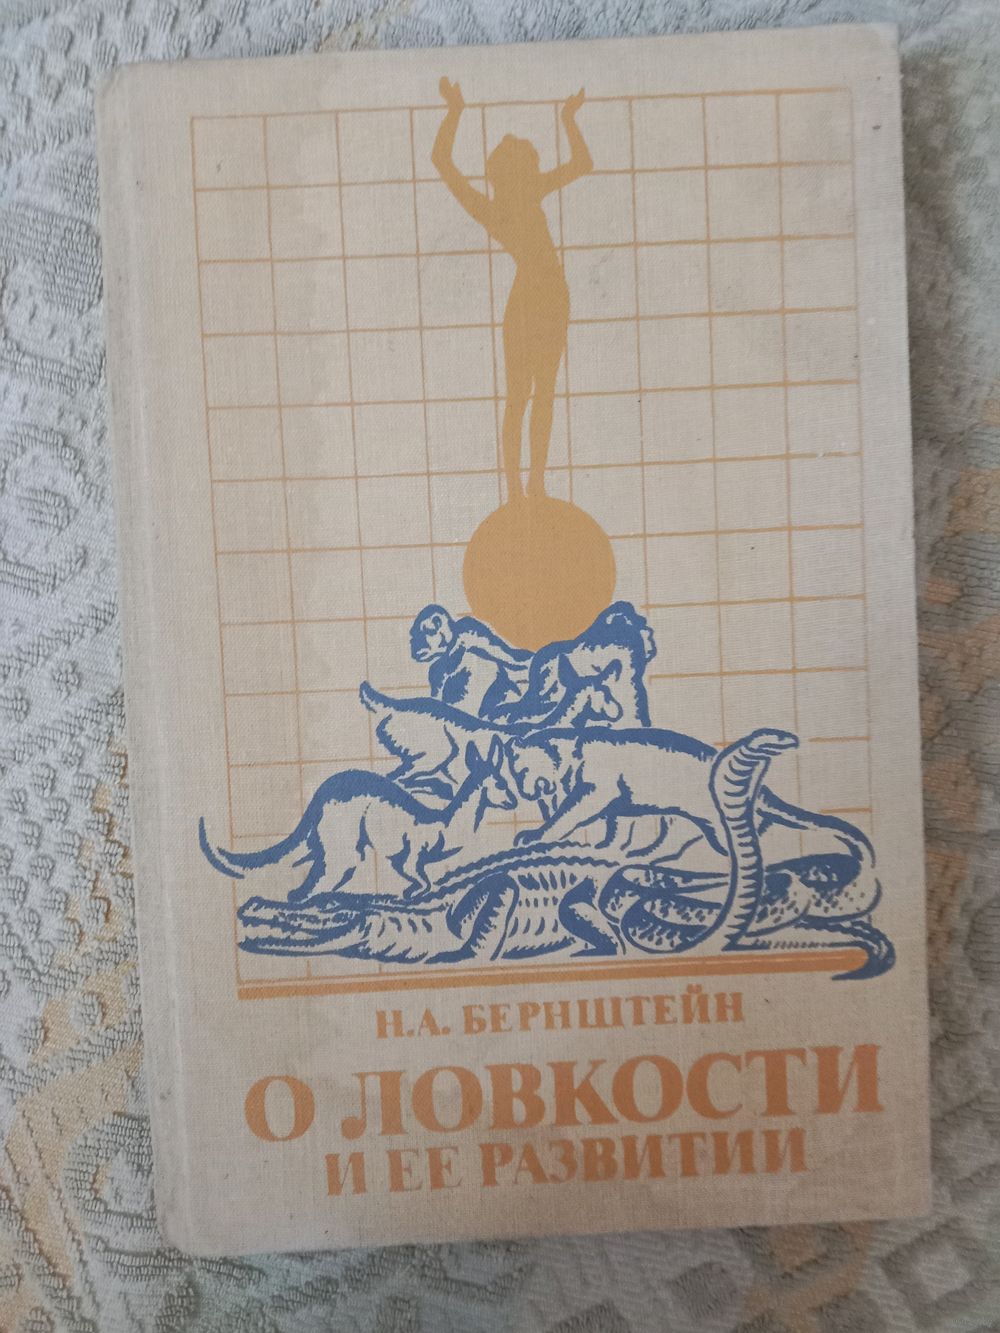 Н.А. БЕРНШТЕЙН
О ЛОВКОСТИ
И ЕЕ РАЗВИТИИ